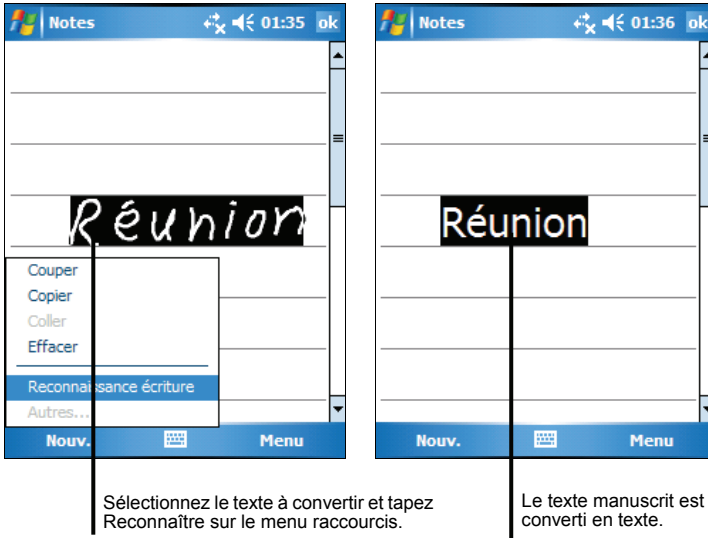 Notes 01:35 ok
Réunion
Couper
Copier
Coller
Effacer
Reconnaissance écriture
Autres...
Nouv. Menu
Sélectionnez le texte à convertir et tapez
Reconnaître sur le menu raccourcis.
Notes 01:36 ok
Réunion
Nouv. Menu
Le texte manuscrit est
converti en texte.